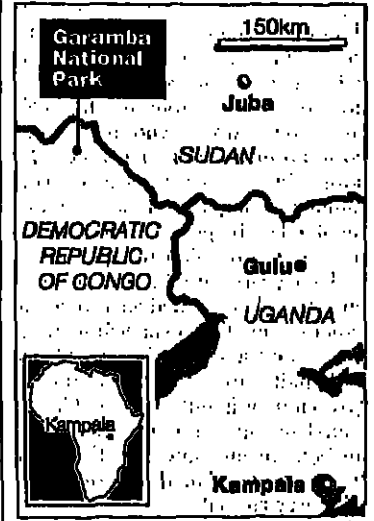 Garamba
National
Park
150km
Juba
SUDAN
DEMOCRATIC
REPUBLIC
OF CONGO
Gulu
UGANDA
Kampala
Kampala